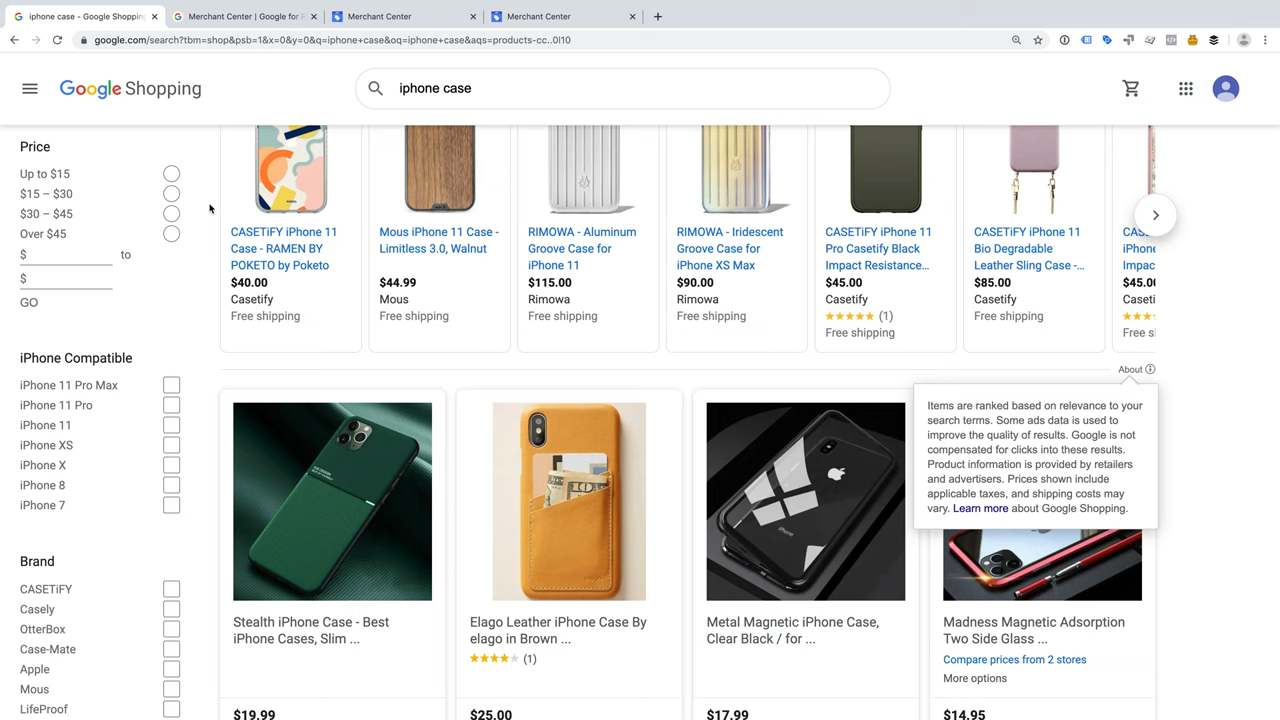 iphone case - Google Shopping
Merchant Center | Google for R
Merchant Center
Merchant Center
google.com/search?tbm=shop&psb=1&x=0&y=0&q=iphone+case&oq=iphone+case&aqs=products-cc..0l10
Google Shopping
iphone case
Price
Up to $15
$15 – $30
$30 – $45
Over $45
$ to
$
GO
iPhone Compatible
iPhone 11 Pro Max
iPhone 11 Pro
iPhone 11
iPhone XS
iPhone X
iPhone 8
iPhone 7
Brand
CASETiFY
Casely
OtterBox
Case-Mate
Apple
Mous
LifeProof
CASETiFY iPhone 11
Case - RAMEN BY
POKETO by Poketo
$40.00
Casetify
Free shipping
Mous iPhone 11 Case -
Limitless 3.0, Walnut
$44.99
Mous
Free shipping
RIMOWA - Aluminum
Groove Case for
iPhone 11
$115.00
Rimowa
Free shipping
RIMOWA - Iridescent
Groove Case for
iPhone XS Max
$90.00
Rimowa
Free shipping
CASETiFY iPhone 11
Pro Casetify Black
Impact Resistance...
$45.00
Casetify
(1)
Free shipping
CASETiFY iPhone 11
Bio Degradable
Leather Sling Case -...
$85.00
Casetify
Free shipping
CAS
iPhone
Impac
$45.0
Caseti
Free s
About
Items are ranked based on relevance to your
search terms. Some ads data is used to
improve the quality of results. Google is not
compensated for clicks into these results.
Product information is provided by retailers
and advertisers. Prices shown include
applicable taxes, and shipping costs may
vary. Learn more about Google Shopping.
Stealth iPhone Case - Best
iPhone Cases, Slim ...
$19.99
Elago Leather iPhone Case By
elago in Brown ...
(1)
$25.00
iPhone
Metal Magnetic iPhone Case,
Clear Black / for ...
$17.99
Madness Magnetic Adsorption
Two Side Glass ...
Compare prices from 2 stores
More options
$14.95